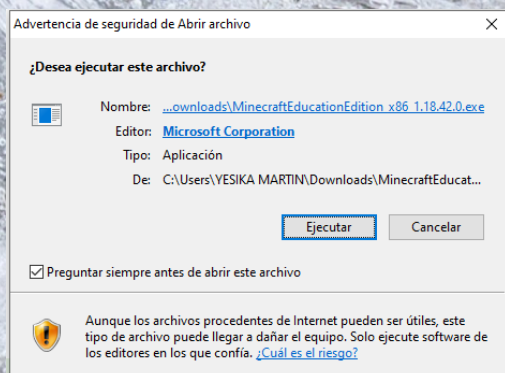 Advertencia de seguridad de Abrir archivo
¿Desea ejecutar este archivo?
Nombre: ...ownloads\MinecraftEducationEdition_x86_1.18.42.0.exe
Editor: Microsoft Corporation
Tipo: Aplicación
De: C:\Users\YESIKA MARTIN\Downloads\MinecraftEducat...
Ejecutar Cancelar
Preguntar siempre antes de abrir este archivo
Aunque los archivos procedentes de Internet pueden ser útiles, este
tipo de archivo puede llegar a dañar el equipo. Solo ejecute software de
los editores en los que confía. ¿Cuál es el riesgo?